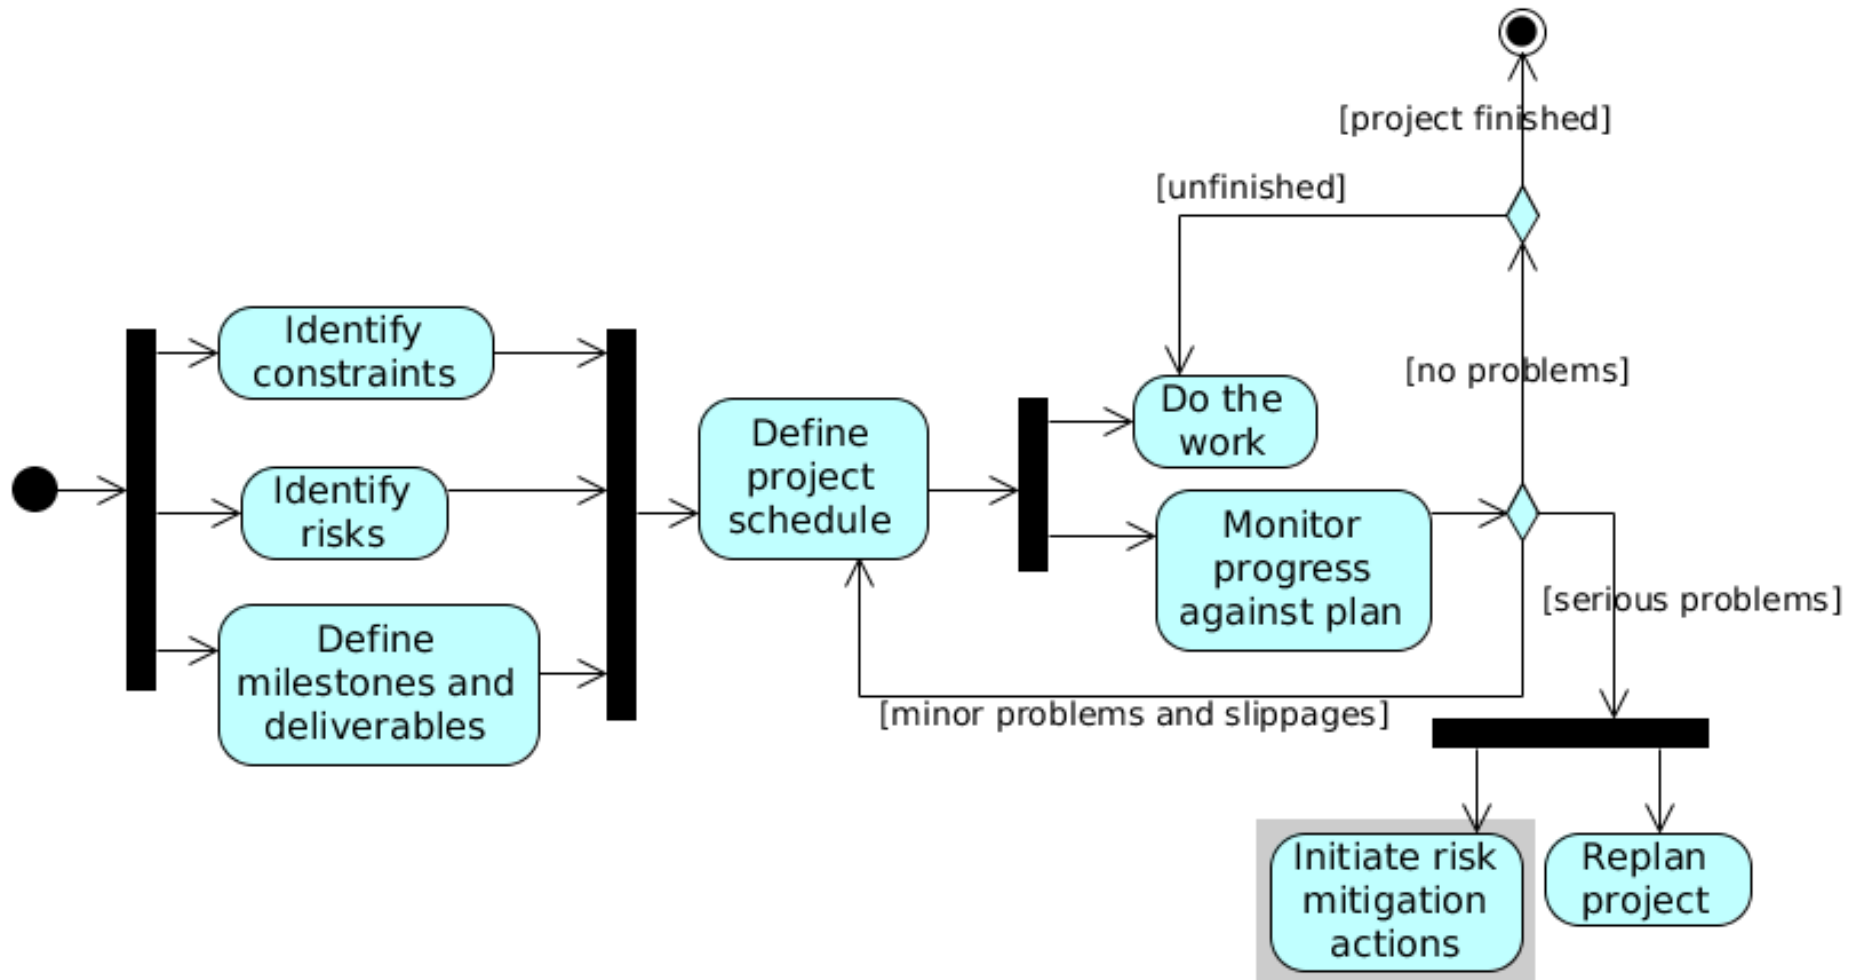 [project finished]
[unfinished]
Identify
constraints
[no problems]
Do the
work
Define
project
schedule
Identify
risks
Monitor
progress
against plan
[serious problems]
Define
milestones and
deliverables
[minor problems and slippages]
Initiate risk
mitigation
actions
Replan
project